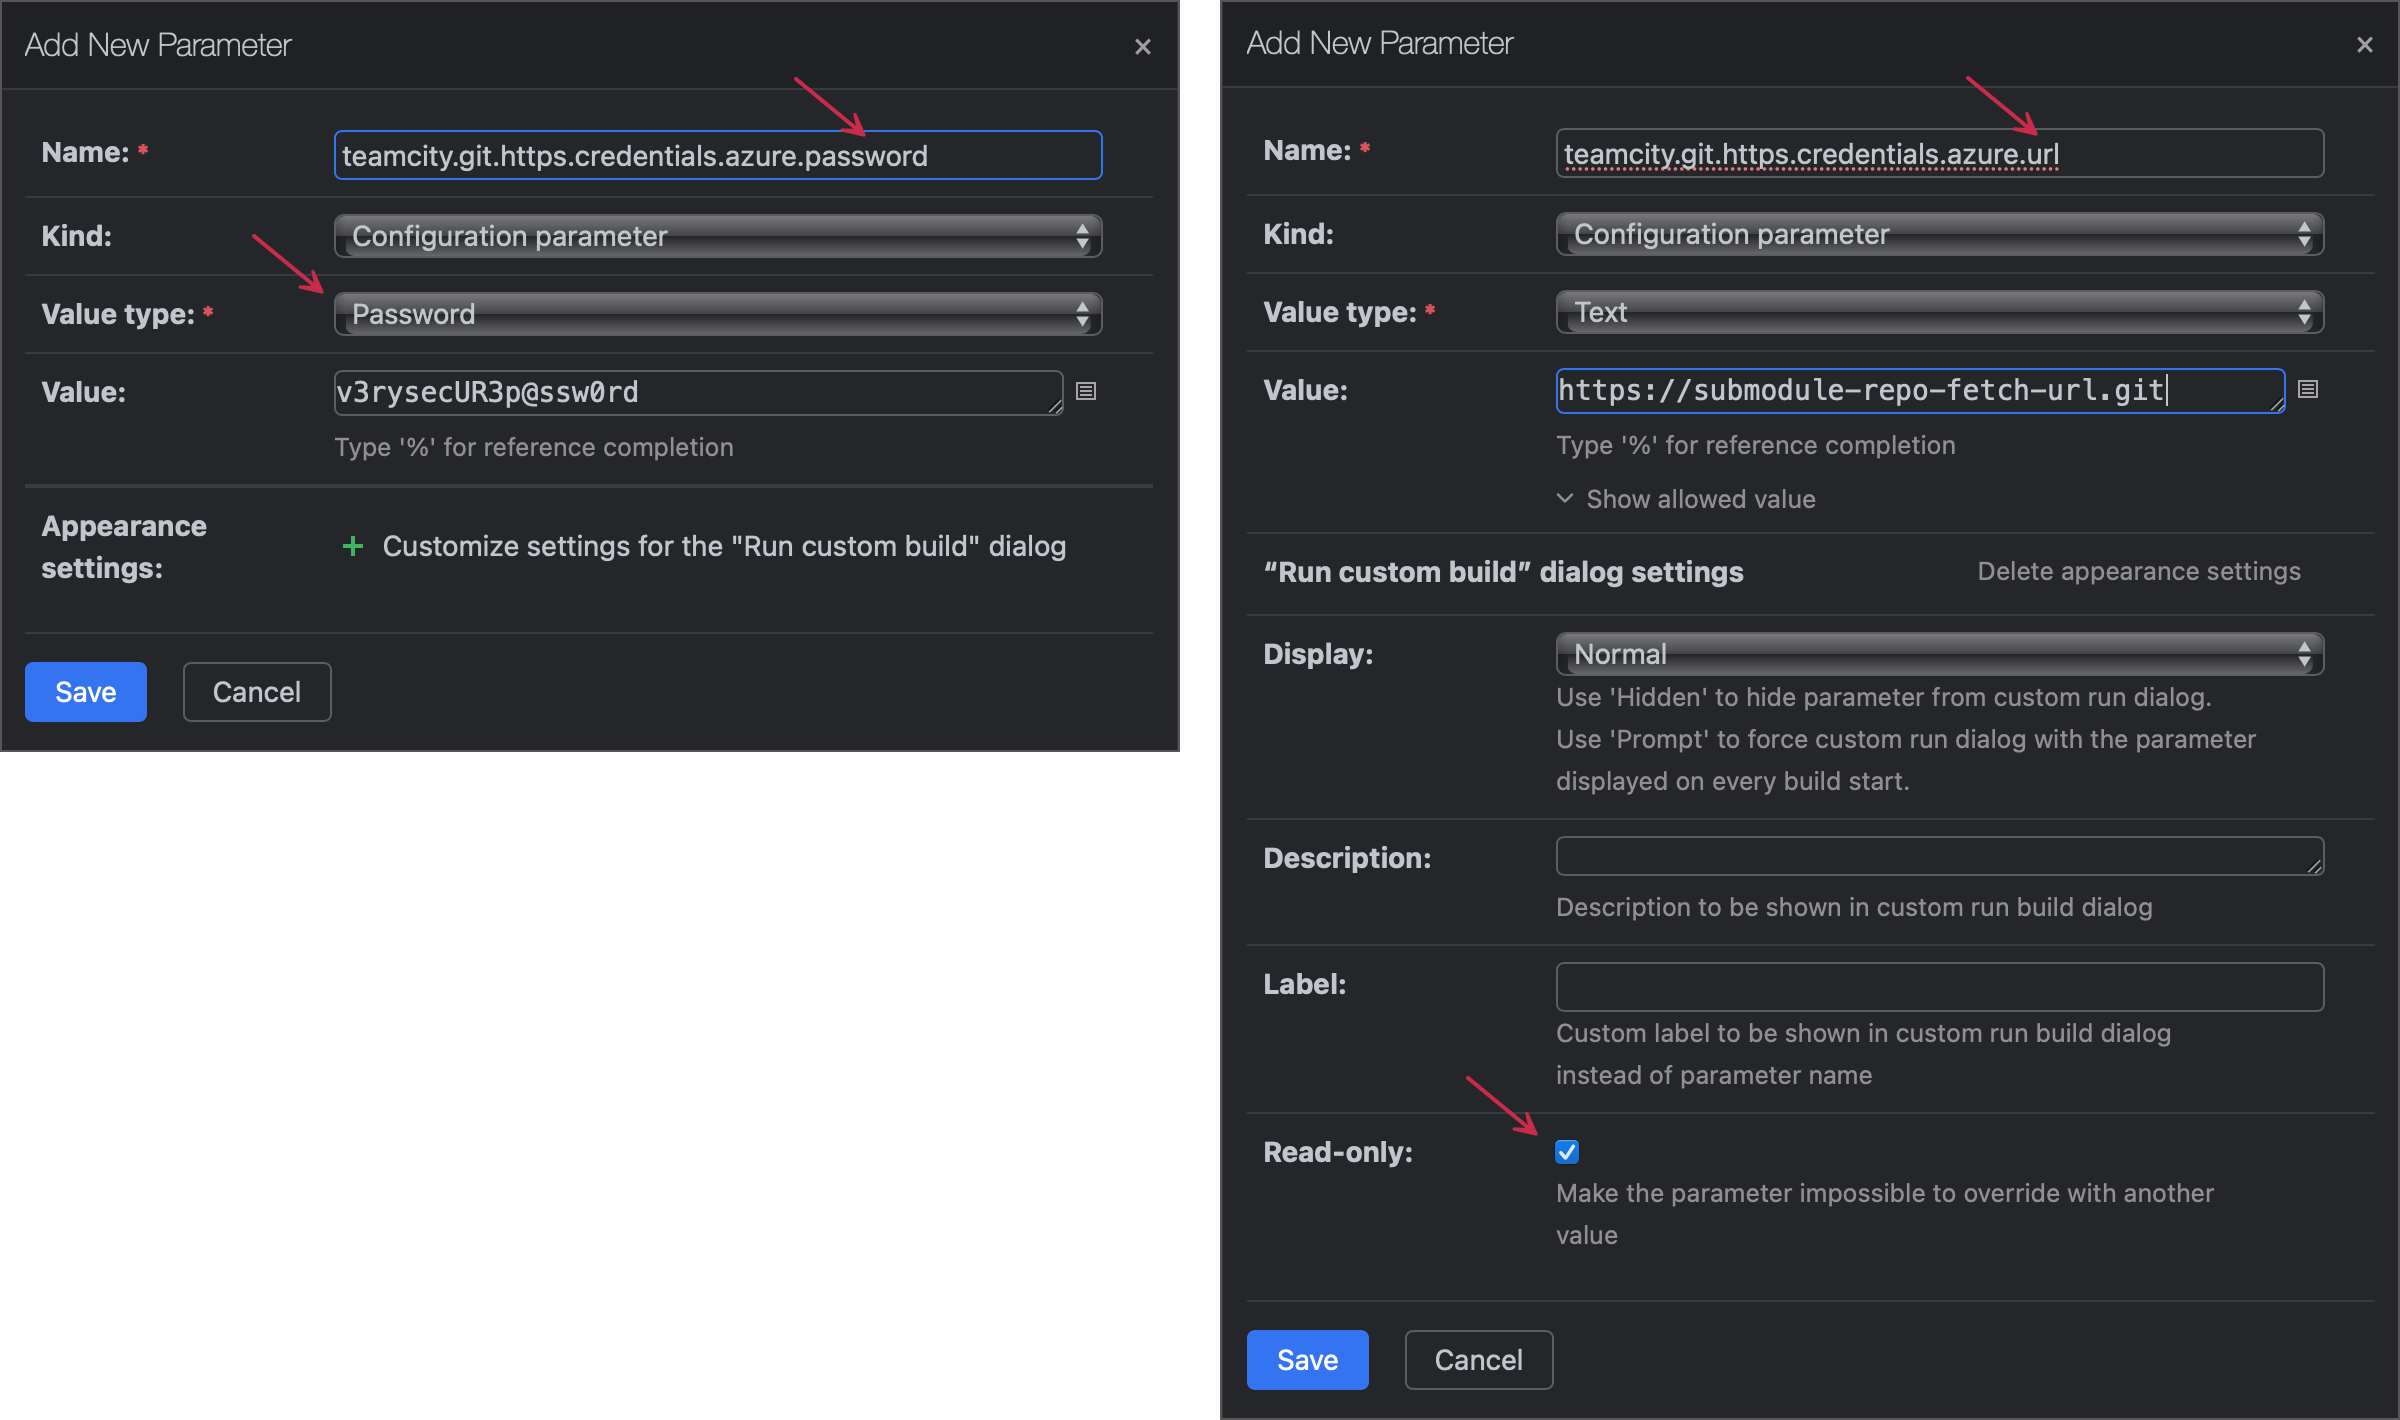 Add New Parameter
Name: *
teamcity.git.https.credentials.azure.password
Kind:
Configuration parameter
Value type: *
Password
Value:
v3rysecUR3p@ssw0rd
Type '%' for reference completion
Appearance
settings:
Customize settings for the "Run custom build" dialog
Save
Cancel
Add New Parameter
Name: *
teamcity.git.https.credentials.azure.url
Kind:
Configuration parameter
Value type: *
Text
Value:
https://submodule-repo-fetch-url.git
Type '%' for reference completion
Show allowed value
“Run custom build” dialog settings
Delete appearance settings
Display:
Normal
Use 'Hidden' to hide parameter from custom run dialog.
Use 'Prompt' to force custom run dialog with the parameter
displayed on every build start.
Description:
Description to be shown in custom run build dialog
Label:
Custom label to be shown in custom run build dialog
instead of parameter name
Read-only:
Make the parameter impossible to override with another
value
Save
Cancel